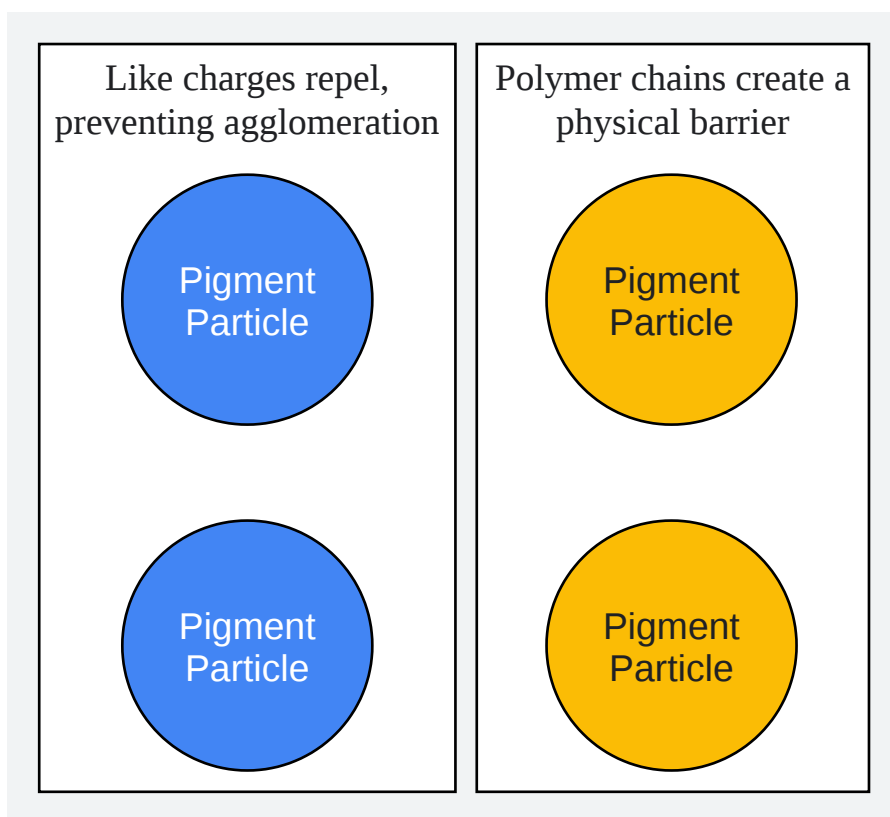 Like charges repel,
preventing agglomeration
Pigment
Particle
Pigment
Particle
Polymer chains create a
physical barrier
Pigment
Particle
Pigment
Particle